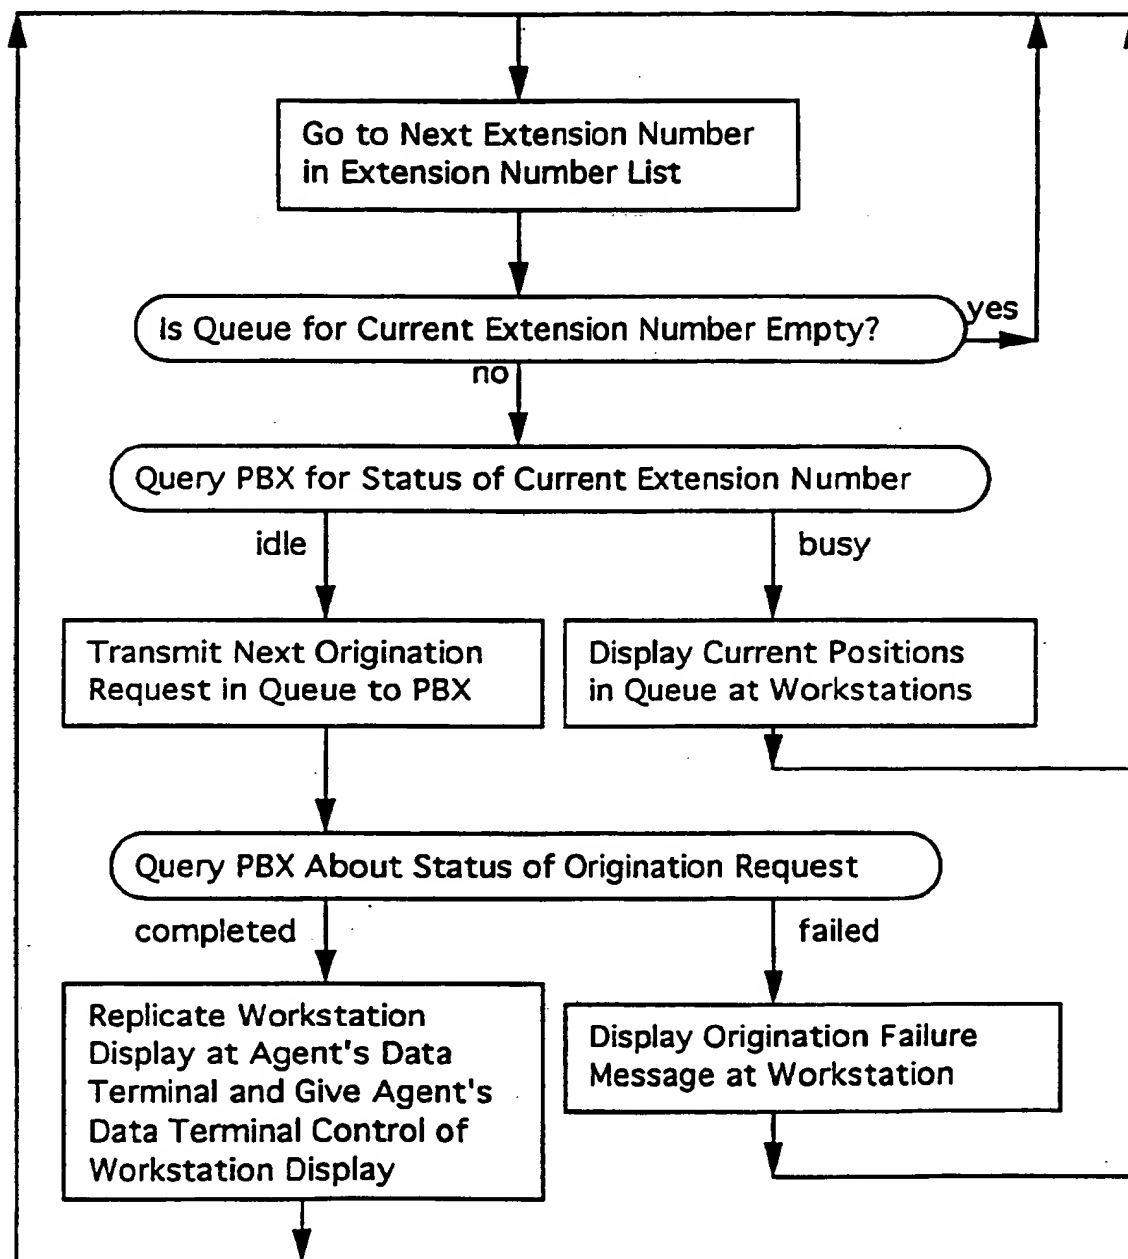 Go to Next Extension Number
in Extension Number List
Is Queue for Current Extension Number Empty?
yes
no
Query PBX for Status of Current Extension Number
idle
busy
Transmit Next Origination
Request in Queue to PBX
Display Current Positions
in Queue at Workstations
Query PBX About Status of Origination Request
completed
failed
Replicate Workstation
Display at Agent's Data
Terminal and Give Agent's
Data Terminal Control of
Workstation Display
Display Origination Failure
Message at Workstation